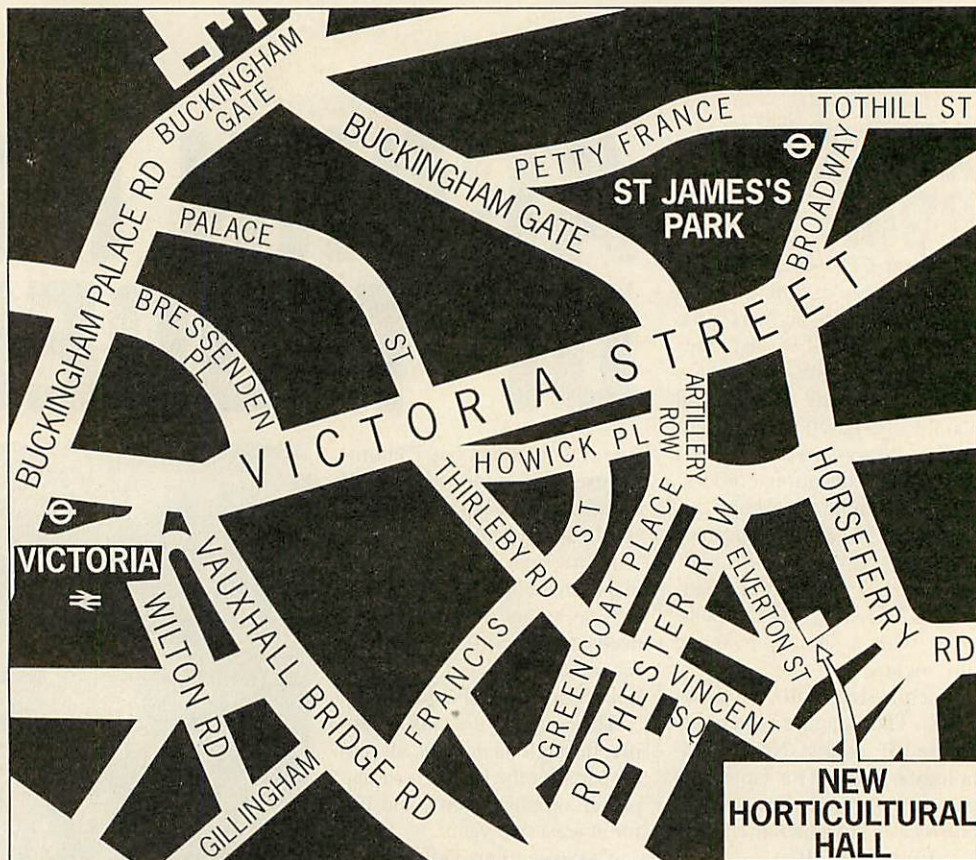 BUCKINGHAM
GATE
BUCKINGHAM GATE
PETTY FRANCE
TOTHILL ST
ST JAMES'S
PARK
BROADWAY
BUCKINGHAM PALACE RD
PALACE
ST
BRESSENDEN
PL
VICTORIA STREET
ARTILLERY
ROW
HOWICK PL
THIRLEBY RD
ST
FRANCIS
GREENCOAT PLACE
ROCHESTER ROW
ELVERTON ST
HORSEFERRY
RD
VICTORIA
WILTON RD
VAUXHALL BRIDGE RD
GILLINGHAM
VINCENT
SQ
NEW
HORTICULTURAL
HALL